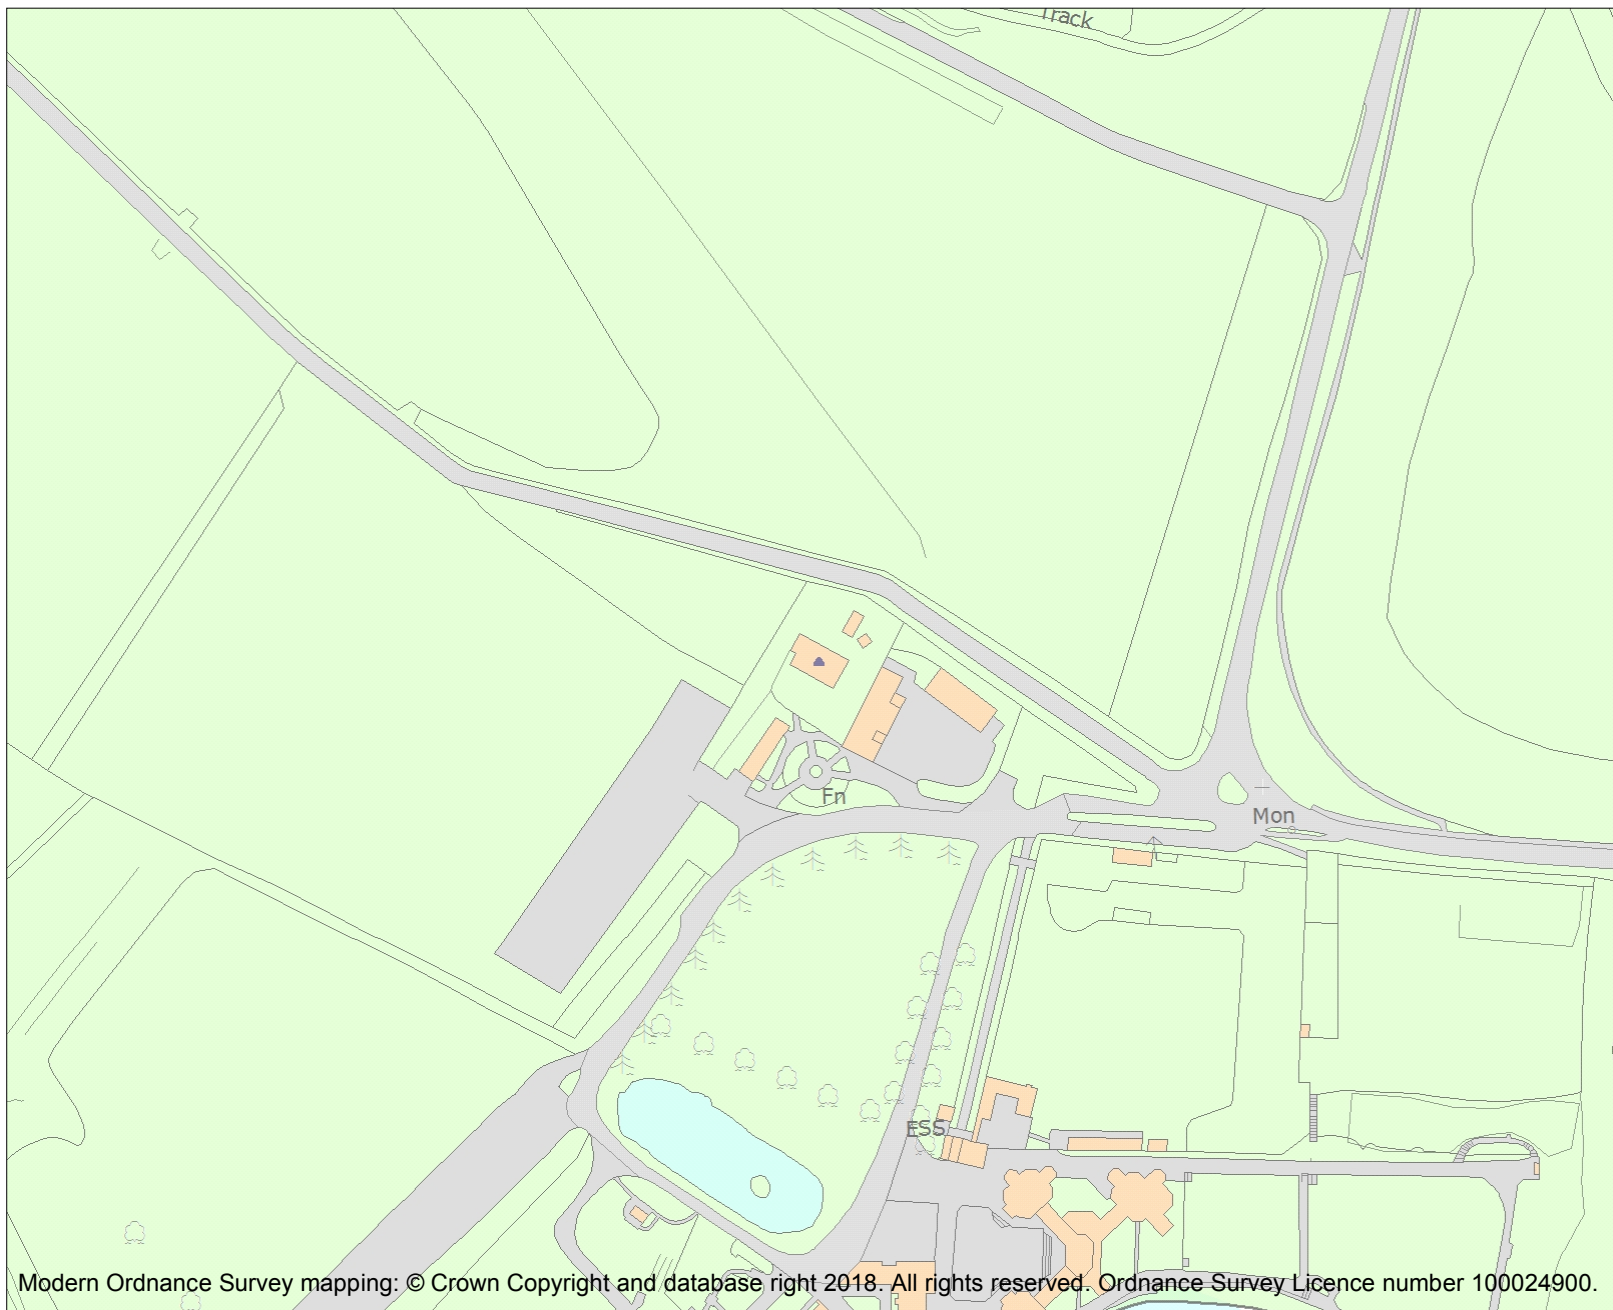 Track
Fn
Mon
ESS
Modern Ordnance Survey mapping: © Crown Copyright and database right 2018. All rights reserved. Ordnance Survey Licence number 100024900.